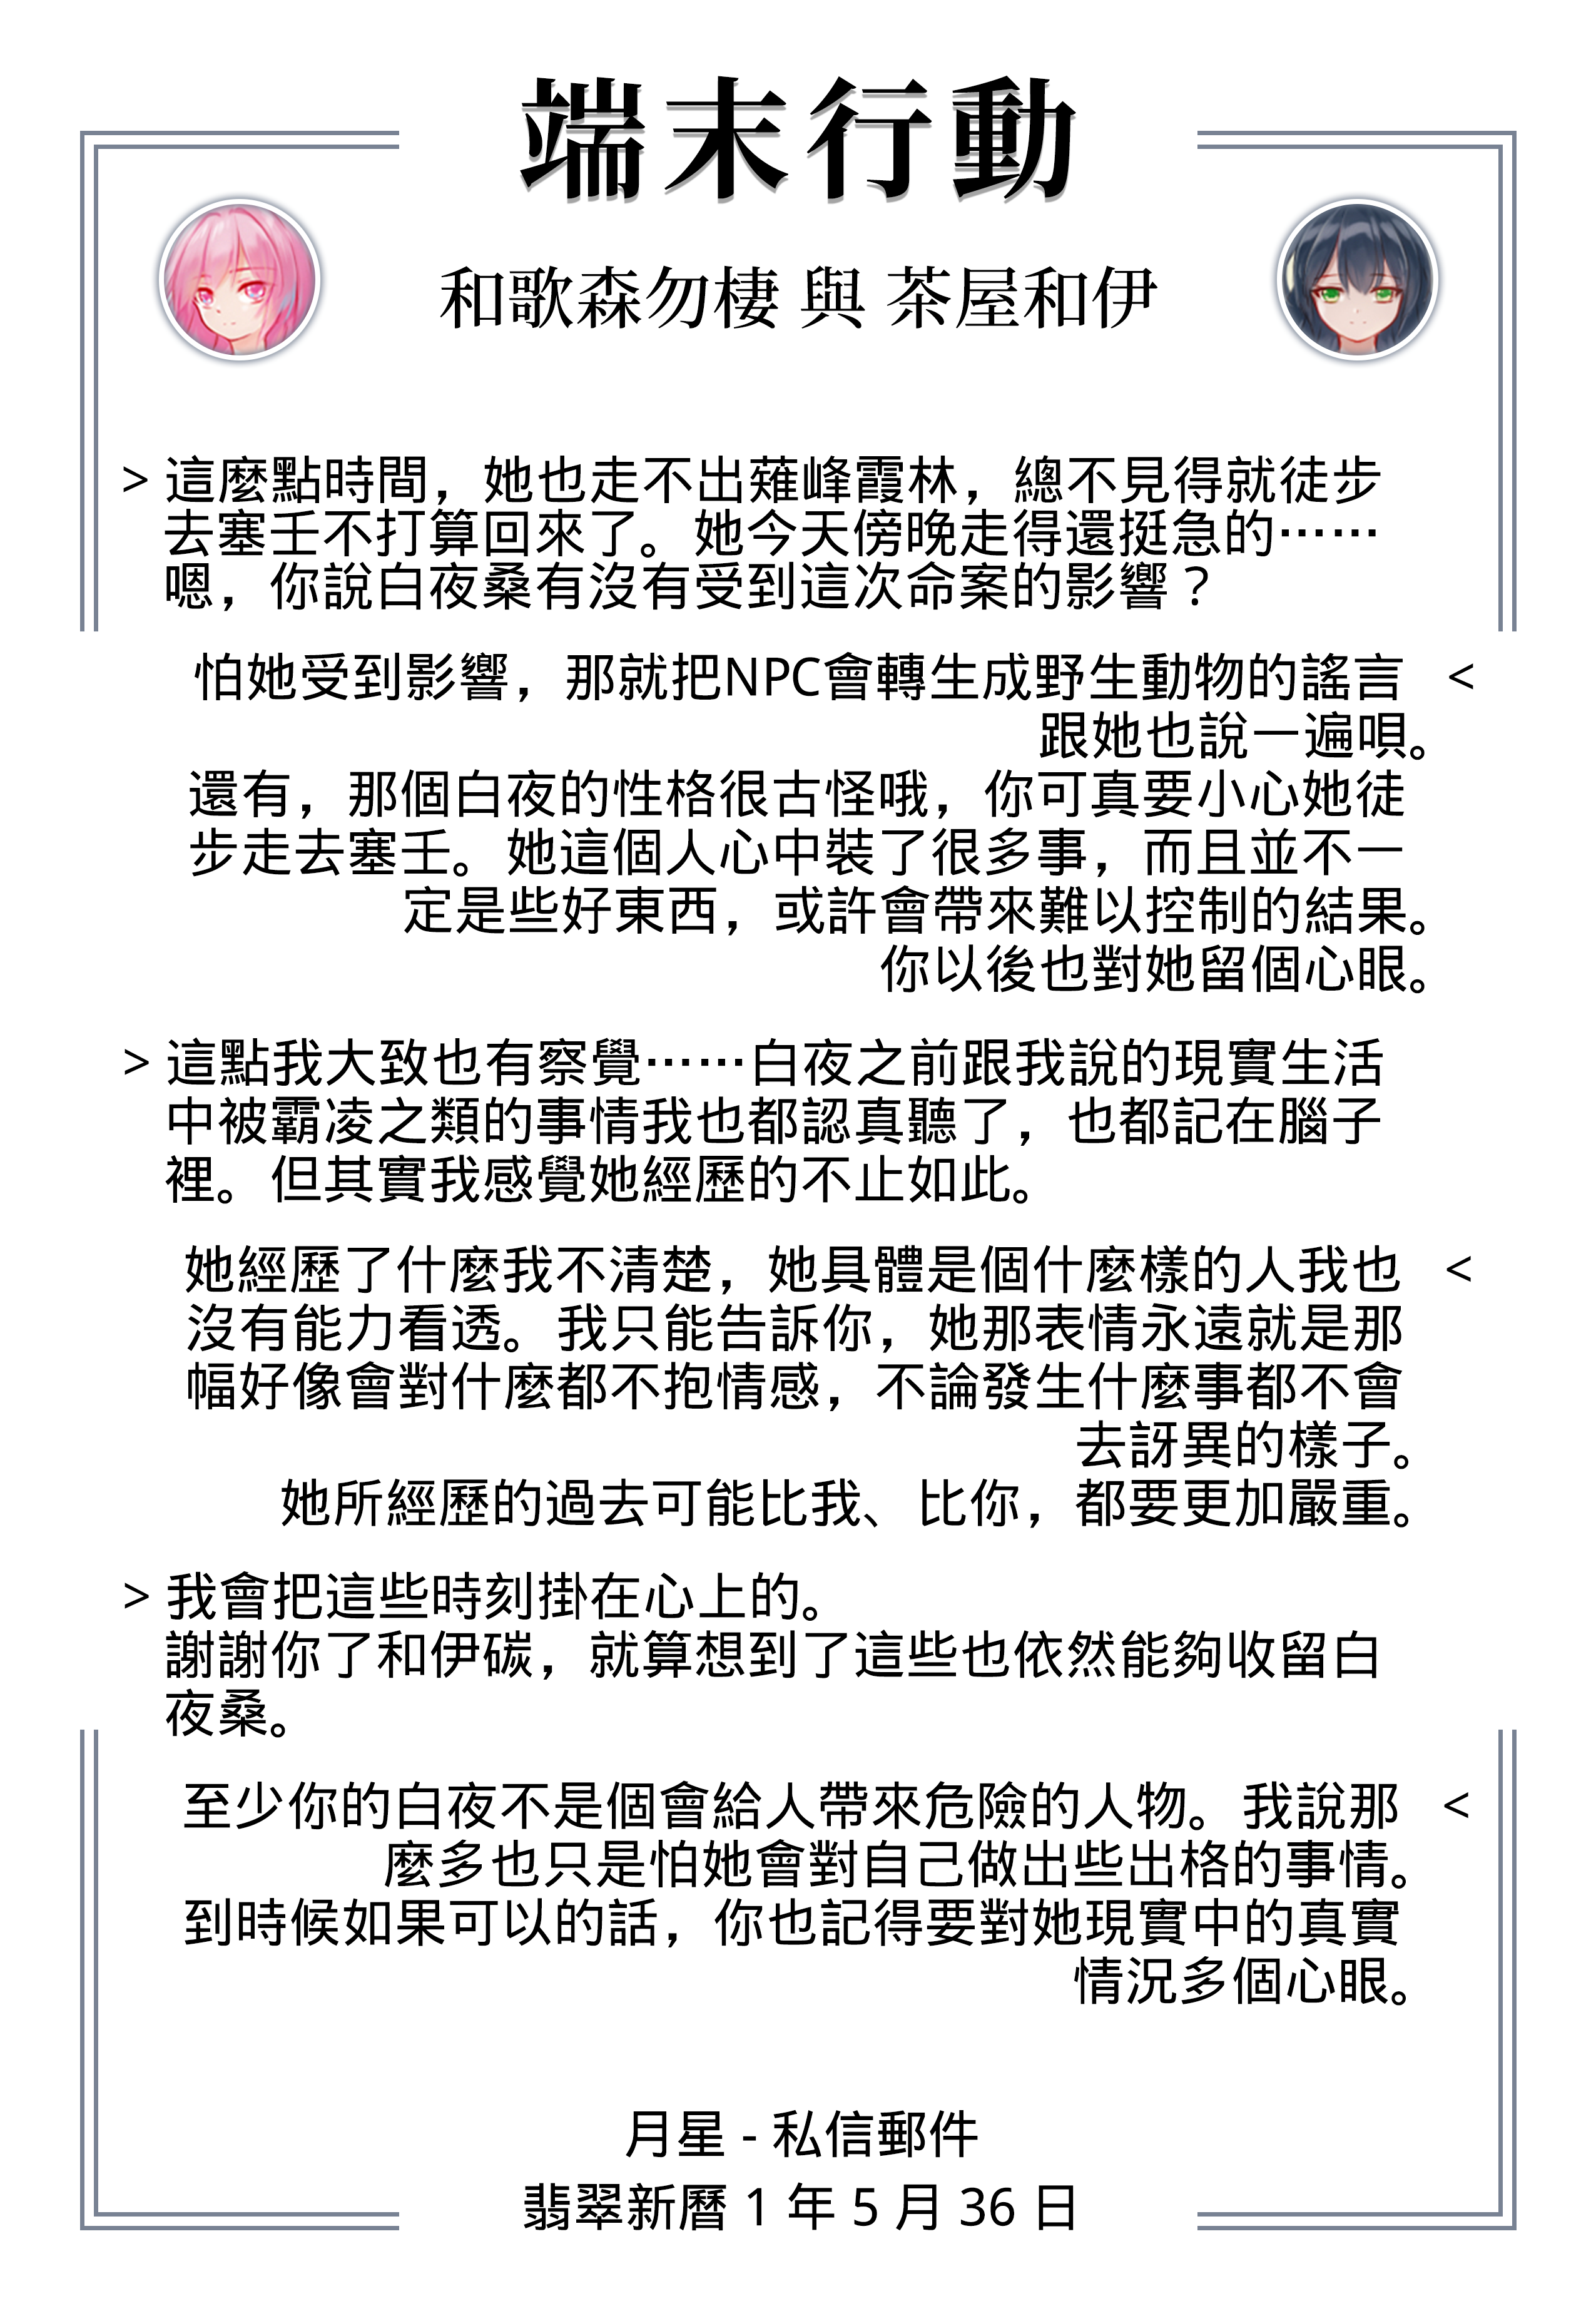 端末行動
和歌森勿棲 與 茶屋和伊
> 這麼點時間，她也走不出薙峰霞林，總不見得就徒步
去塞壬不打算回來了。她今天傍晚走得還挺急的……
嗯，你說白夜桑有沒有受到這次命案的影響？
怕她受到影響，那就把NPC會轉生成野生動物的謠言 <
跟她也說一遍唄。
還有，那個白夜的性格很古怪哦，你可真要小心她徒
步走去塞壬。她這個人心中裝了很多事，而且並不一
定是些好東西，或許會帶來難以控制的結果。
你以後也對她留個心眼。
> 這點我大致也有察覺……白夜之前跟我說的現實生活
中被霸凌之類的事情我也都認真聽了，也都記在腦子
裡。但其實我感覺她經歷的不止如此。
她經歷了什麼我不清楚，她具體是個什麼樣的人我也 <
沒有能力看透。我只能告訴你，她那表情永遠就是那
幅好像會對什麼都不抱情感，不論發生什麼事都不會
去訝異的樣子。
她所經歷的過去可能比我、比你，都要更加嚴重。
> 我會把這些時刻掛在心上的。
謝謝你了和伊碳，就算想到了這些也依然能夠收留白
夜桑。
至少你的白夜不是個會給人帶來危險的人物。我說那 <
麼多也只是怕她會對自己做出些出格的事情。
到時候如果可以的話，你也記得要對她現實中的真實
情況多個心眼。
月星 - 私信郵件
翡翠新曆 1 年 5 月 36 日